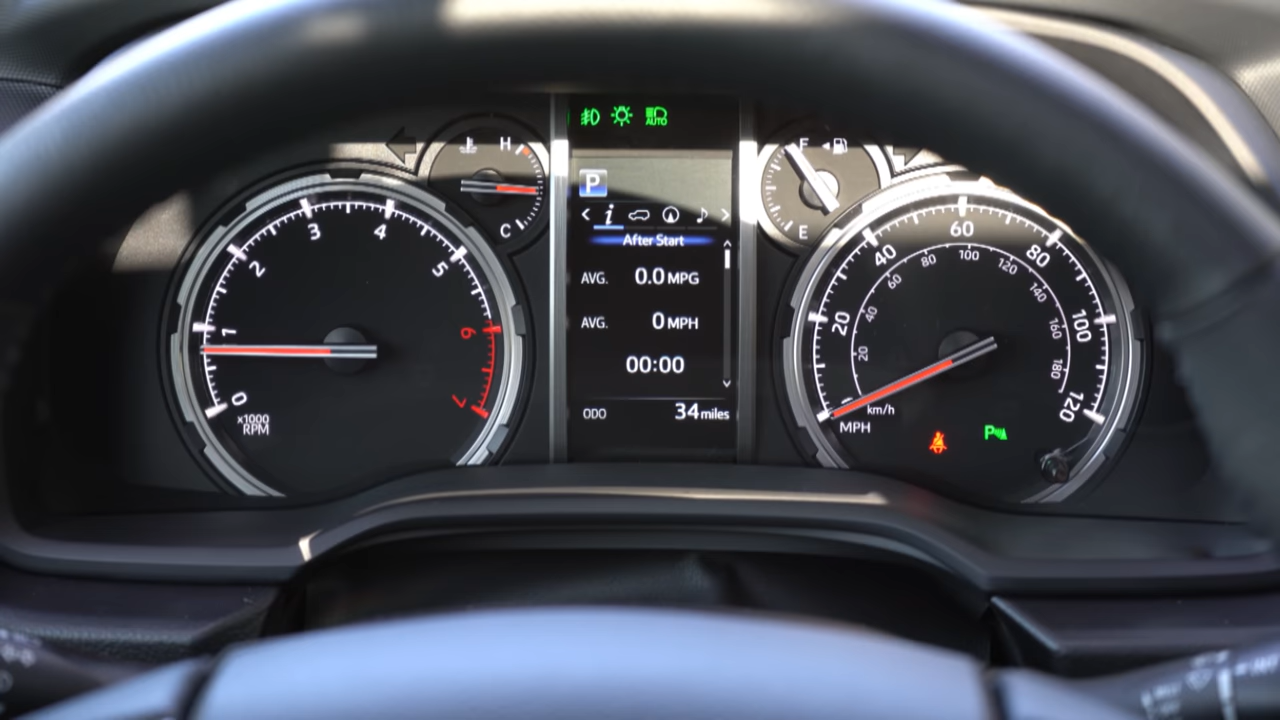 AUTO
H
C
P
i
After Start
AVG. 0.0 MPG
AVG. 0 MPH
00:00
ODO 34 miles
0
1
2
3
4
5
6
7
x1000
RPM
F
E
20
40
60
80
100
120
20
40
60
80
100
120
140
160
180
km/h
MPH
P